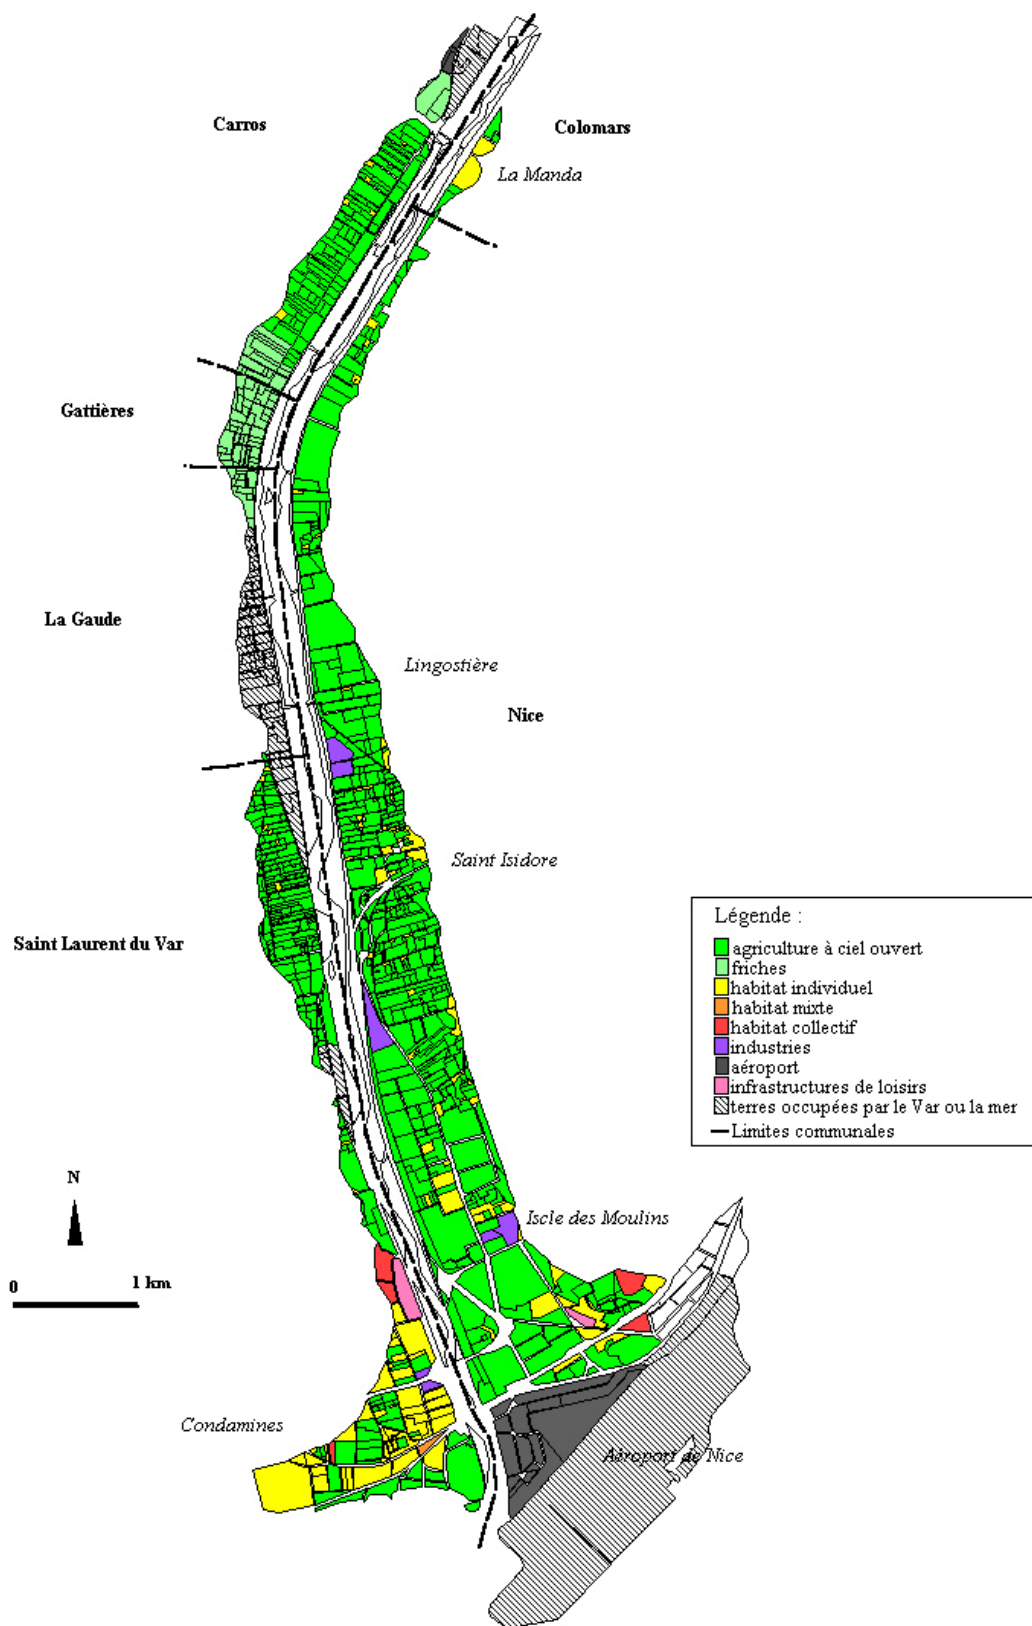 Carros
Colomars
La Manda
Gattières
La Gaude
Lingostière
Nice
Saint Isidore
Saint Laurent du Var
Légende :
agriculture à ciel ouvert
friches
habitat individuel
habitat mixte
habitat collectif
industries
aéroport
infrastructures de loisirs
terres occupées par le Var ou la mer
Limites communales
N
Iscle des Moulins
0 1 km
Condamines
Aéroport de Nice